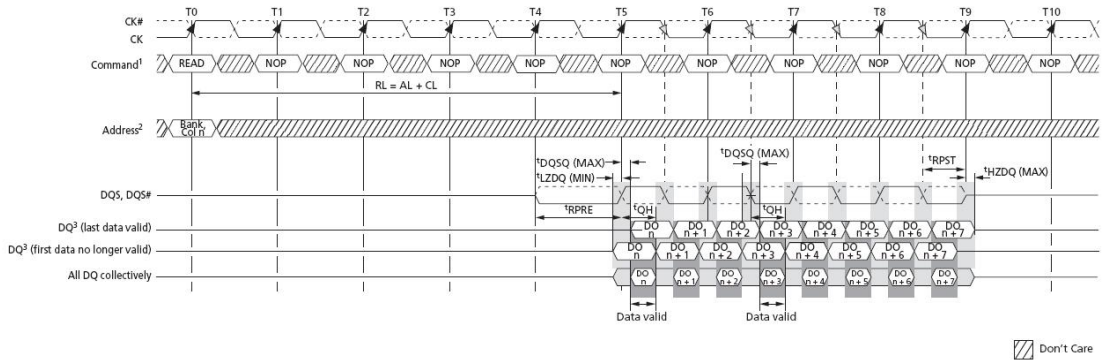 T0 T1 T2 T3 T4 T5 T6 T7 T8 T9 T10
CK#
CK
Command¹ READ NOP NOP NOP NOP NOP NOP NOP NOP NOP NOP
RL = AL + CL
Address² Bank, Col n
tDQSQ (MAX) tDQSQ (MAX) tRPST
tLZDQ (MIN) tHZDQ (MAX)
DQS, DQS#
tRPRE tQH tQH
DQ³ (last data valid) DO n DO n + 1 DO n + 2 DO n + 3 DO n + 4 DO n + 5 DO n + 6 DO n + 7
DQ³ (first data no longer valid) DO n DO n + 1 DO n + 2 DO n + 3 DO n + 4 DO n + 5 DO n + 6 DO n + 7
All DQ collectively DO n DO n + 1 DO n + 2 DO n + 3 DO n + 4 DO n + 5 DO n + 6 DO n + 7
Data valid Data valid
Don't Care